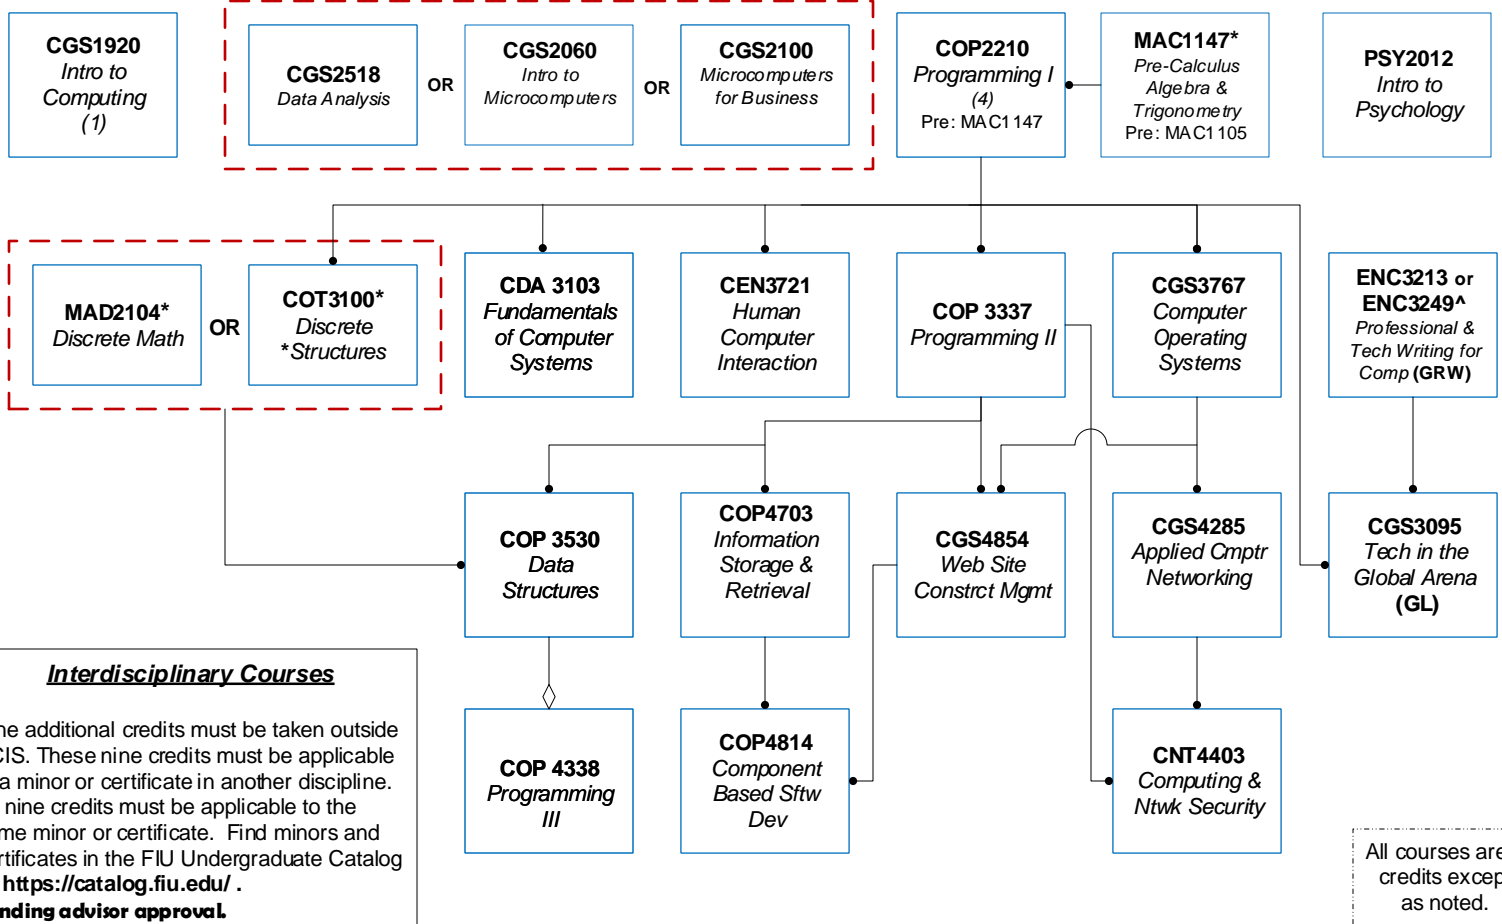 CGS1920
Intro to
Computing
(1)
CGS2518
Data Analysis
OR
CGS2060
Intro to
Microcomputers
OR
CGS2100
Microcomputers
for Business
COP2210
Programming I
(4)
Pre: MAC1147
MAC1147*
Pre-Calculus
Algebra &
Trigonometry
Pre: MAC1105
PSY2012
Intro to
Psychology
MAD2104*
Discrete Math
OR
COT3100*
Discrete
*Structures
CDA 3103
Fundamentals
of Computer
Systems
CEN3721
Human
Computer
Interaction
COP 3337
Programming II
CGS3767
Computer
Operating
Systems
ENC3213 or
ENC3249^
Professional &
Tech Writing for
Comp (GRW)
COP 3530
Data
Structures
COP4703
Information
Storage &
Retrieval
CGS4854
Web Site
Constrct Mgmt
CGS4285
Applied Cmptr
Networking
CGS3095
Tech in the
Global Arena
(GL)
Interdisciplinary Courses
ne additional credits must be taken outside
CIS. These nine credits must be applicable
a minor or certificate in another discipline.
nine credits must be applicable to the
me minor or certificate. Find minors and
rtificates in the FIU Undergraduate Catalog
https://catalog.fiu.edu/ .
nding advisor approval.
COP 4338
Programming
III
COP4814
Component
Based Sftw
Dev
CNT4403
Computing &
Ntwk Security
All courses are
credits excep
as noted.